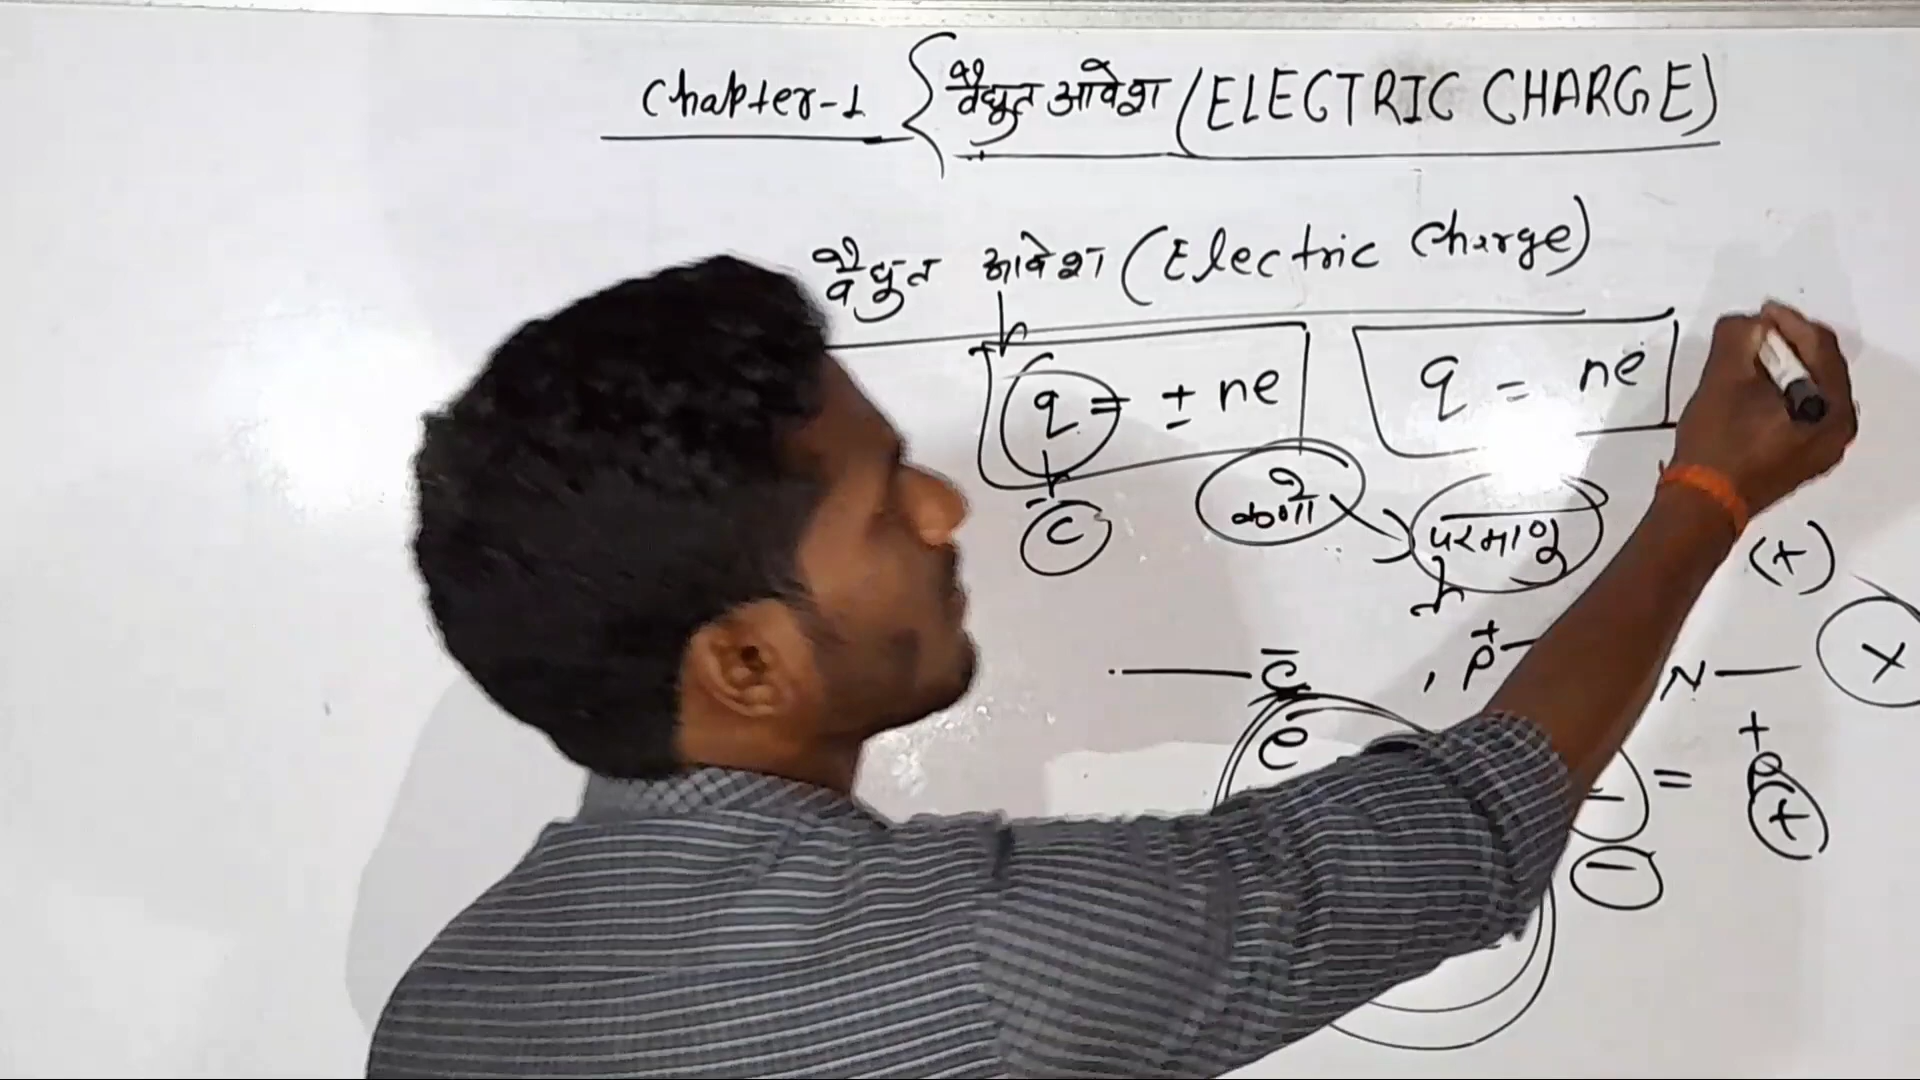 Chapter-1 { वैद्युत आवेश (ELECTRIC CHARGE)
वैद्युत आवेश (Electric Charge)
q = ± ne
q = ne
C
कणों
परमाणु
(+)
e⁻ , p⁺ N
X
e = p⁺
− +